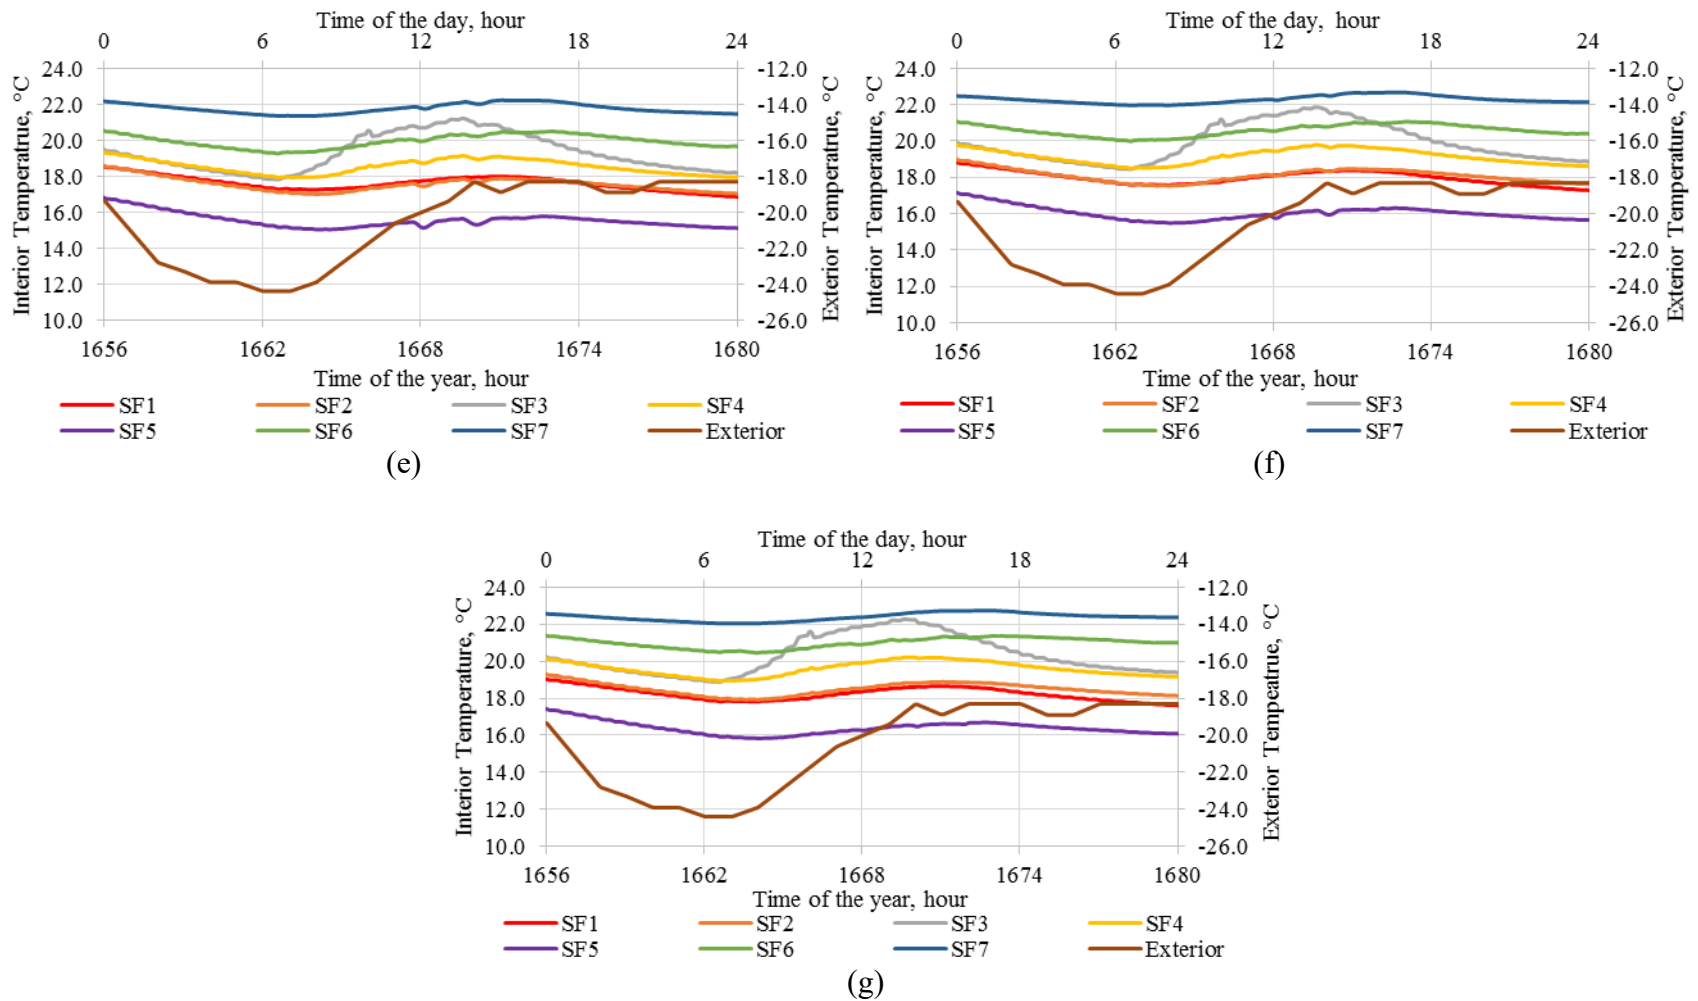 Time of the day, hour
0 6 12 18 24
Interior Temperatrue, °C
24.0
22.0
20.0
18.0
16.0
14.0
12.0
10.0
-12.0
-14.0
-16.0
-18.0
-20.0
-22.0
-24.0
-26.0
Exterior Temperature, °C
1656 1662 1668 1674 1680
Time of the year, hour
SF1 SF2 SF3 SF4
SF5 SF6 SF7 Exterior
(e)
Time of the day, hour
0 6 12 18 24
Interior Temperature, °C
24.0
22.0
20.0
18.0
16.0
14.0
12.0
10.0
-12.0
-14.0
-16.0
-18.0
-20.0
-22.0
-24.0
-26.0
Exterior Temperature, °C
1656 1662 1668 1674 1680
Time of the year, hour
SF1 SF2 SF3 SF4
SF5 SF6 SF7 Exterior
(f)
Time of the day, hour
0 6 12 18 24
Interior Temperature, °C
24.0
22.0
20.0
18.0
16.0
14.0
12.0
10.0
-12.0
-14.0
-16.0
-18.0
-20.0
-22.0
-24.0
-26.0
Exterior Tempeatrue, °C
1656 1662 1668 1674 1680
Time of the year, hour
SF1 SF2 SF3 SF4
SF5 SF6 SF7 Exterior
(g)